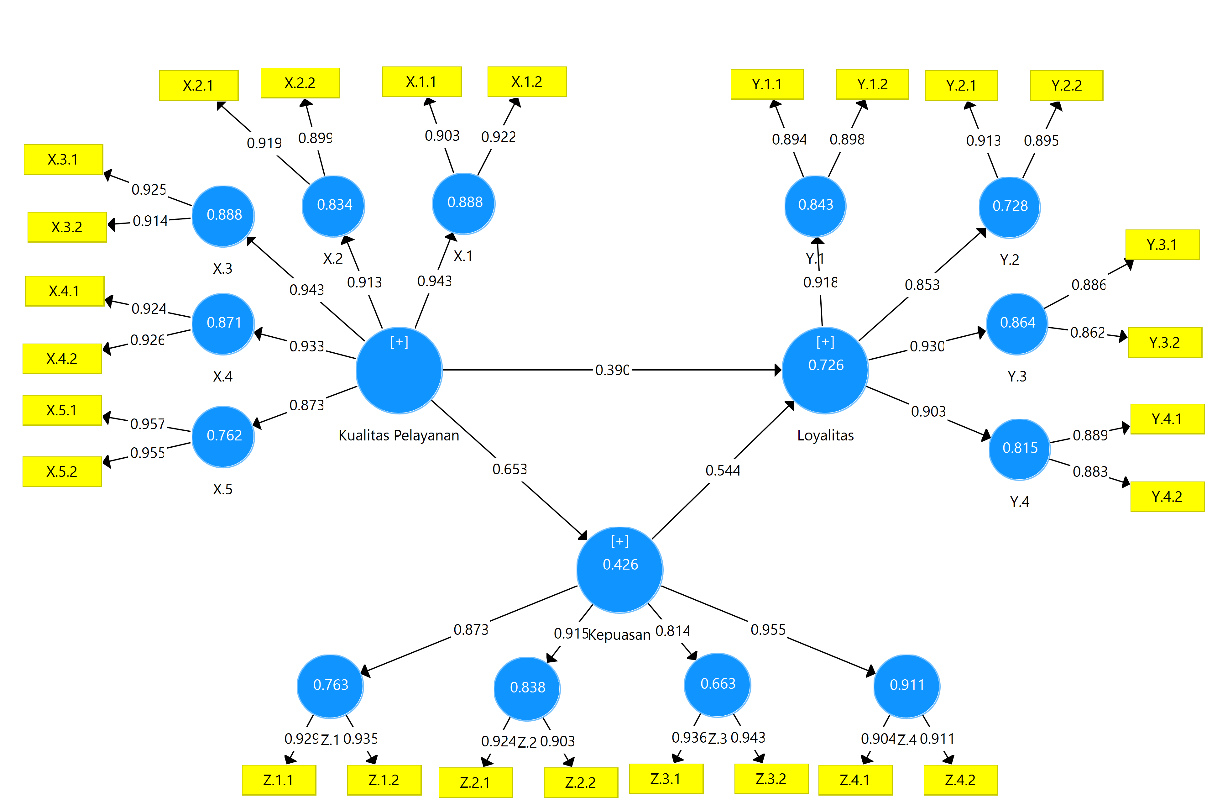 X.2.1
X.2.2
X.1.1
X.1.2
Y.1.1
Y.1.2
Y.2.1
Y.2.2
0.919
0.899
0.903
0.922
0.894
0.898
0.913
0.895
X.3.1
0.925
X.3.2
0.914
0.888
0.834
0.888
0.843
0.728
X.3
X.2
X.1
Y.1
Y.2
Y.3.1
0.943
0.913
0.943
0.918
0.853
0.886
X.4.1
0.924
0.871
0.864
0.862
Y.3.2
X.4.2
0.926
0.933
[+]
[+]
0.930
X.4
0.390
0.726
Y.3
X.5.1
0.957
0.873
0.903
0.889
Y.4.1
0.762
Kualitas Pelayanan
Loyalitas
0.815
X.5.2
0.955
0.653
0.544
0.883
Y.4.2
X.5
Y.4
[+]
0.426
0.873
0.915
Kepuasan
0.814
0.955
0.763
0.838
0.663
0.911
0.929
Z.1
0.935
0.924
Z.2
0.903
0.936
Z.3
0.943
0.904
Z.4
0.911
Z.1.1
Z.1.2
Z.2.1
Z.2.2
Z.3.1
Z.3.2
Z.4.1
Z.4.2